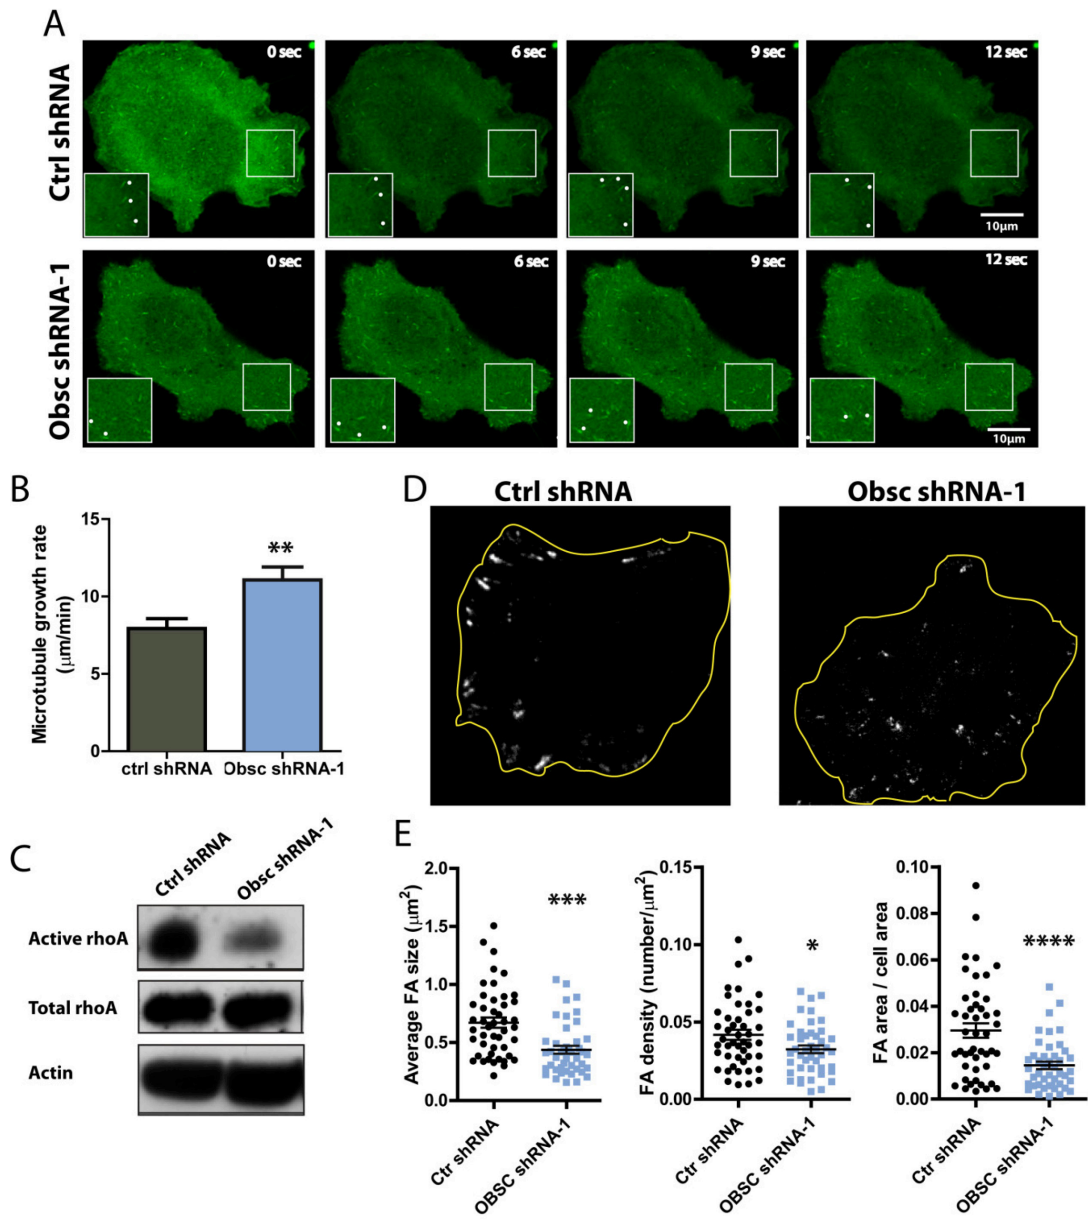 A
Ctrl shRNA
0 sec
6 sec
9 sec
12 sec
10μm
Obsc shRNA-1
0 sec
6 sec
9 sec
12 sec
10μm
B
Microtubule growth rate
(μm/min)
15
**
10
5
0
ctrl shRNA
Obsc shRNA-1
D
Ctrl shRNA
Obsc shRNA-1
C
Ctrl shRNA
Obsc shRNA-1
Active rhoA
Total rhoA
Actin
E
Average FA size (μm²)
2.0
1.5
1.0
0.5
0.0
***
Ctr shRNA
OBSC shRNA-1
FA density (number/μm²)
0.15
0.10
0.05
0.00
*
Ctr shRNA
OBSC shRNA-1
FA area / cell area
0.10
0.08
0.06
0.04
0.02
0.00
****
Ctr shRNA
OBSC shRNA-1